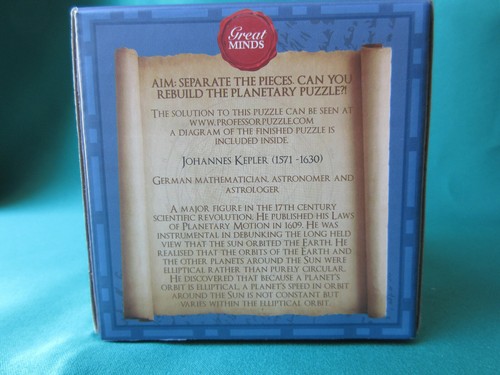 Great
MINDS
AIM: SEPARATE THE PIECES. CAN YOU
REBUILD THE PLANETARY PUZZLE?!
THE SOLUTION TO THIS PUZZLE CAN BE SEEN AT
WWW.PROFESSORPUZZLE.COM
A DIAGRAM OF THE FINISHED PUZZLE IS
INCLUDED INSIDE.
JOHANNES KEPLER (1571 -1630)
GERMAN MATHEMATICIAN, ASTRONOMER AND
ASTROLOGER
A MAJOR FIGURE IN THE 17TH CENTURY
SCIENTIFIC REVOLUTION. HE PUBLISHED HIS LAWS
OF PLANETARY MOTION IN 1609. HE WAS
INSTRUMENTAL IN DEBUNKING THE LONG HELD
VIEW THAT THE SUN ORBITED THE EARTH. HE
REALISED THAT THE ORBITS OF THE EARTH AND
THE OTHER PLANETS AROUND THE SUN WERE
ELLIPTICAL RATHER THAN PURELY CIRCULAR.
HE DISCOVERED THAT BECAUSE A PLANET'S
ORBIT IS ELLIPTICAL, A PLANET'S SPEED IN ORBIT
AROUND THE SUN IS NOT CONSTANT BUT
VARIES WITHIN THE ELLIPTICAL ORBIT...